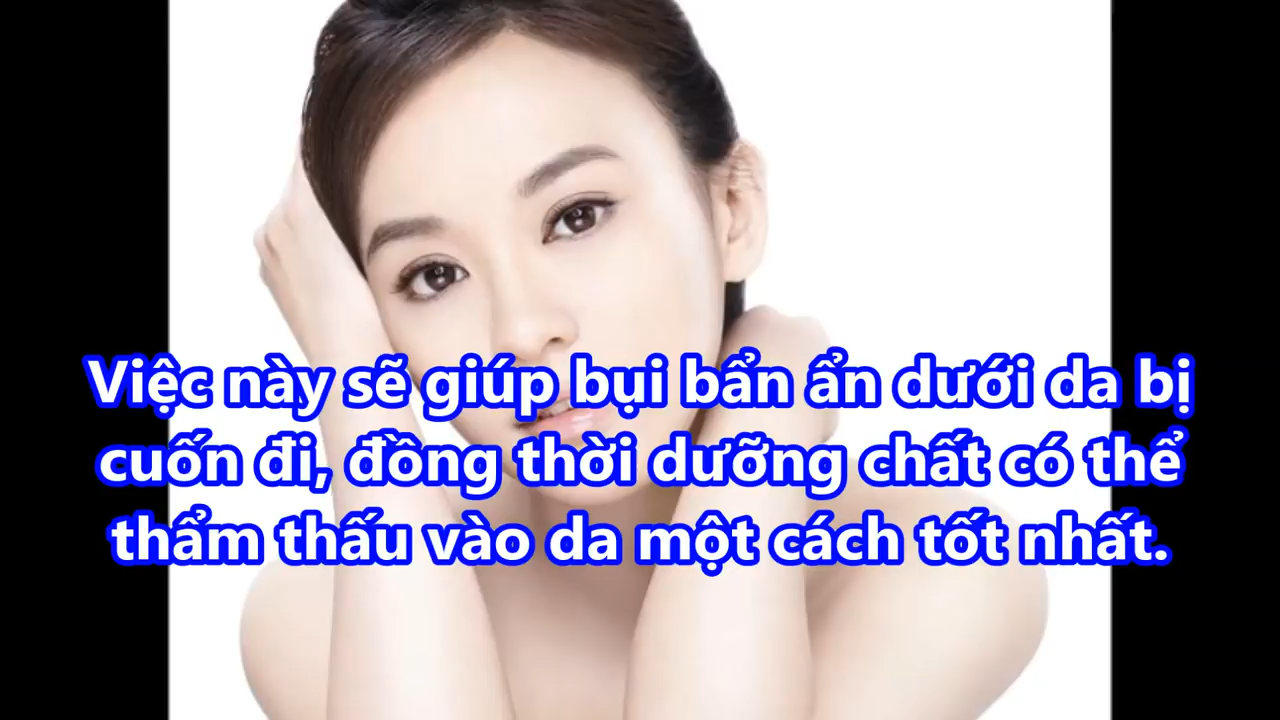 Việc này sẽ giúp bụi bẩn ẩn dưới da bị
cuốn đi, đồng thời dưỡng chất có thể
thẩm thấu vào da một cách tốt nhất.